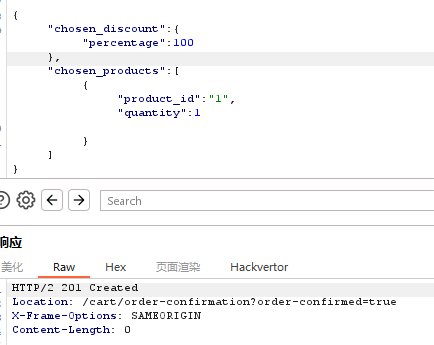 {
"chosen_discount":{
"percentage":100
},
"chosen_products":[
{
"product_id":"1",
"quantity":1
}
]
}
Search
响应
美化 Raw Hex 页面渲染 Hackvertor
HTTP/2 201 Created
Location: /cart/order-confirmation?order-confirmed=true
X-Frame-Options: SAMEORIGIN
Content-Length: 0